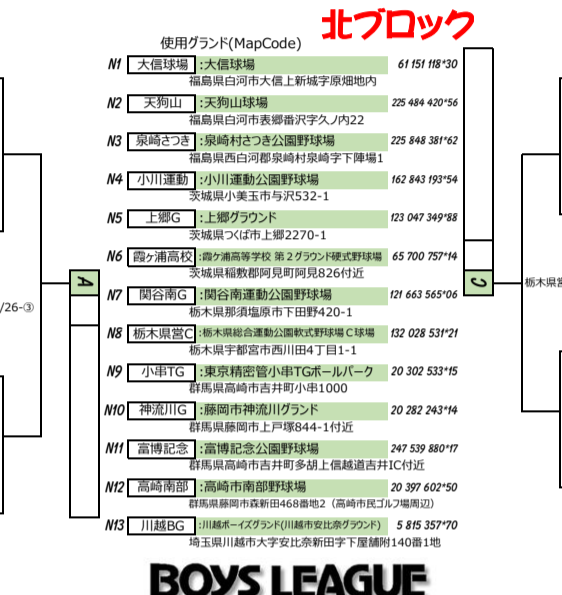 北ブロック
使用グランド(MapCode)
N1 大信球場 :大信球場 61 151 118*30
福島県白河市大信上新城字原畑地内
N2 天狗山 :天狗山球場 225 484 420*56
福島県白河市表郷番沢字久ノ内22
N3 泉崎さつき :泉崎村さつき公園野球場 225 848 381*62
福島県西白河郡泉崎村泉崎字下陣場1
N4 小川運動 :小川運動公園野球場 162 843 193*54
茨城県小美玉市与沢532-1
N5 上郷G :上郷グラウンド 123 047 349*88
茨城県つくば市上郷2270-1
N6 霞ヶ浦高校 :霞ケ浦高等学校 第２グラウンド硬式野球場 65 700 757*14
茨城県稲敷郡阿見町阿見826付近
A
C
N7 関谷南G :関谷南運動公園野球場 121 663 565*06
栃木県那須塩原市下田野420-1
栃木県営
/26-③
N8 栃木県営C :栃木県総合運動公園軟式野球場Ｃ球場 132 028 531*21
栃木県宇都宮市西川田4丁目1-1
N9 小串TG :東京精密管小串TGボールパーク 20 302 533*15
群馬県高崎市吉井町小串1000
N10 神流川G :藤岡市神流川グランド 20 282 243*14
群馬県藤岡市上戸塚844-1付近
N11 富博記念 :富博記念公園野球場 247 539 880*17
群馬県高崎市吉井町多胡上信越道吉井IC付近
N12 高崎南部 :高崎市南部野球場 20 397 602*50
群馬県藤岡市森新田468番地2（高崎市民ゴルフ場周辺）
N13 川越BG :川越ボーイズグランド(川越市安比奈グラウンド) 5 815 357*70
埼玉県川越市大字安比奈新田字下屋舗附140番1地
BOYS LEAGUE